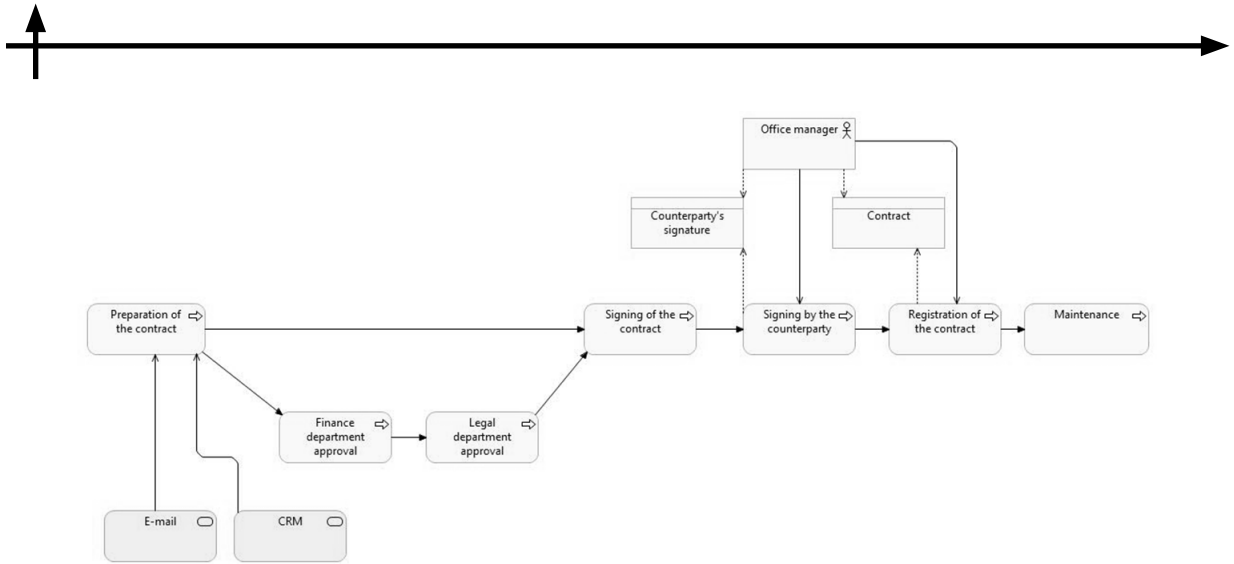 Office manager
Counterparty's
signature
Contract
Preparation of
the contract
Signing of the
contract
Signing by the
counterparty
Registration of
the contract
Maintenance
Finance
department
approval
Legal
department
approval
E-mail
CRM